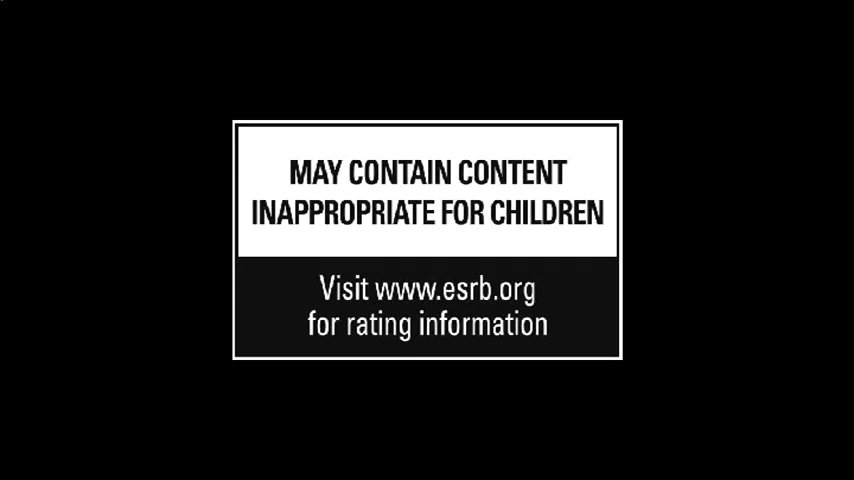 MAY CONTAIN CONTENT
INAPPROPRIATE FOR CHILDREN
Visit www.esrb.org
for rating information